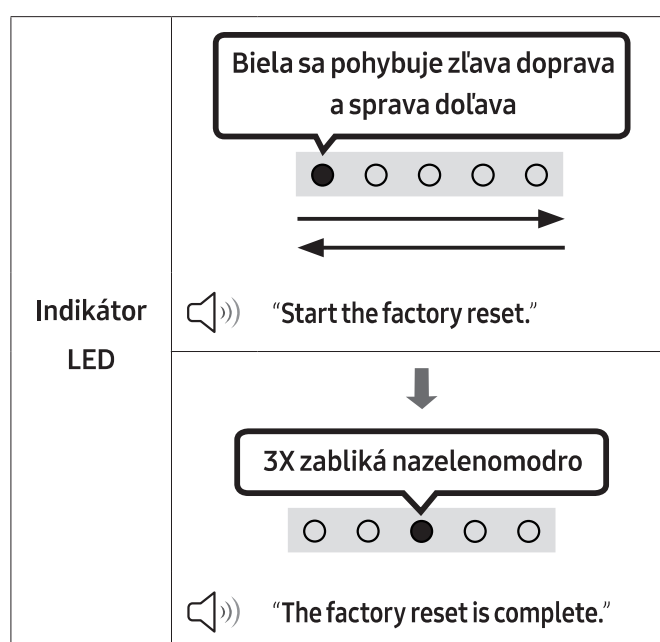 Biela sa pohybuje zľava doprava
a sprava doľava
Indikátor
LED
“Start the factory reset.”
3X zabliká nazelenomodro
“The factory reset is complete.”